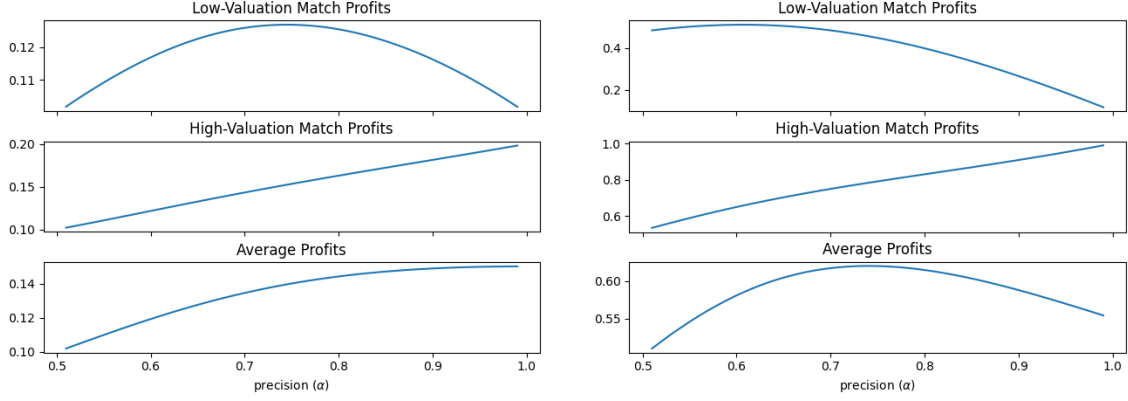 Low-Valuation Match Profits
0.12
0.11
High-Valuation Match Profits
0.20
0.15
0.10
Average Profits
0.14
0.12
0.10
0.5 0.6 0.7 0.8 0.9 1.0
precision (α)
Low-Valuation Match Profits
0.4
0.2
High-Valuation Match Profits
1.0
0.8
0.6
Average Profits
0.60
0.55
0.5 0.6 0.7 0.8 0.9 1.0
precision (α)